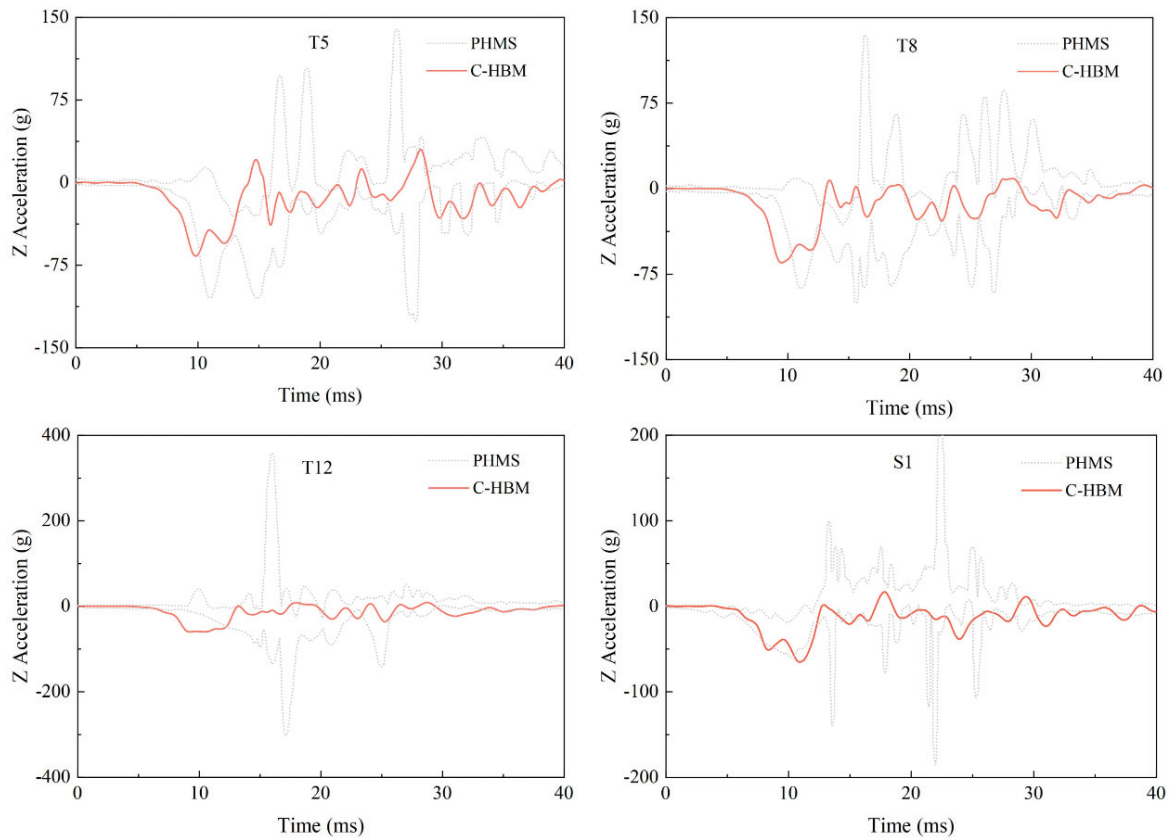 T5
PHMS
C-HBM
150
75
0
-75
-150
Z Acceleration (g)
0 10 20 30 40
Time (ms)
T8
PHMS
C-HBM
150
75
0
-75
-150
Z Acceleration (g)
0 10 20 30 40
Time (ms)
T12
PHMS
C-HBM
400
200
0
-200
-400
Z Acceleration (g)
0 10 20 30 40
Time (ms)
S1
PHMS
C-HBM
200
100
0
-100
-200
Z Acceleration (g)
0 10 20 30 40
Time (ms)